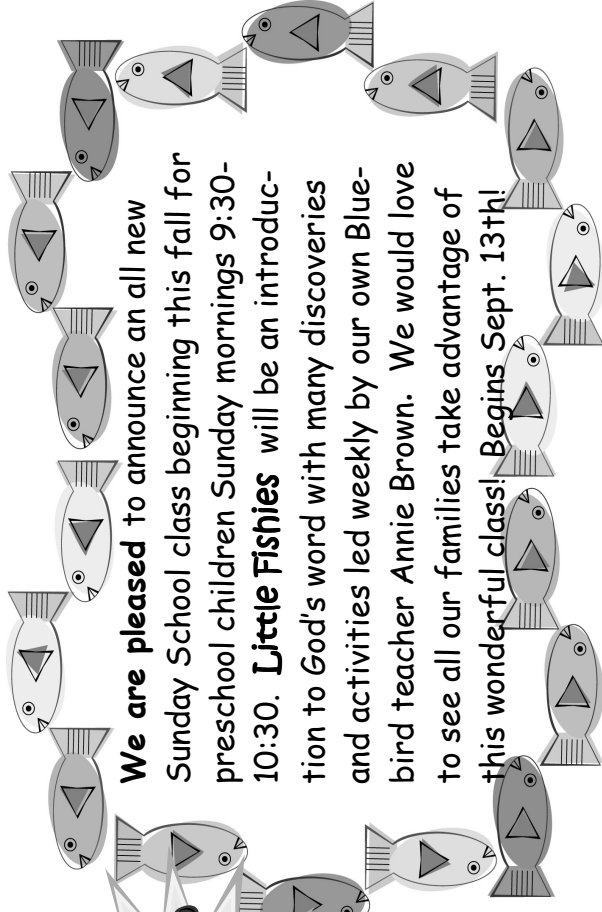 We are pleased to announce an all new
Sunday School class beginning this fall for
preschool children Sunday mornings 9:30-
10:30. Little Fishies will be an introduc-
tion to God's word with many discoveries
and activities led weekly by our own Blue-
bird teacher Annie Brown. We would love
to see all our families take advantage of
this wonderful class! Begins Sept. 13th!